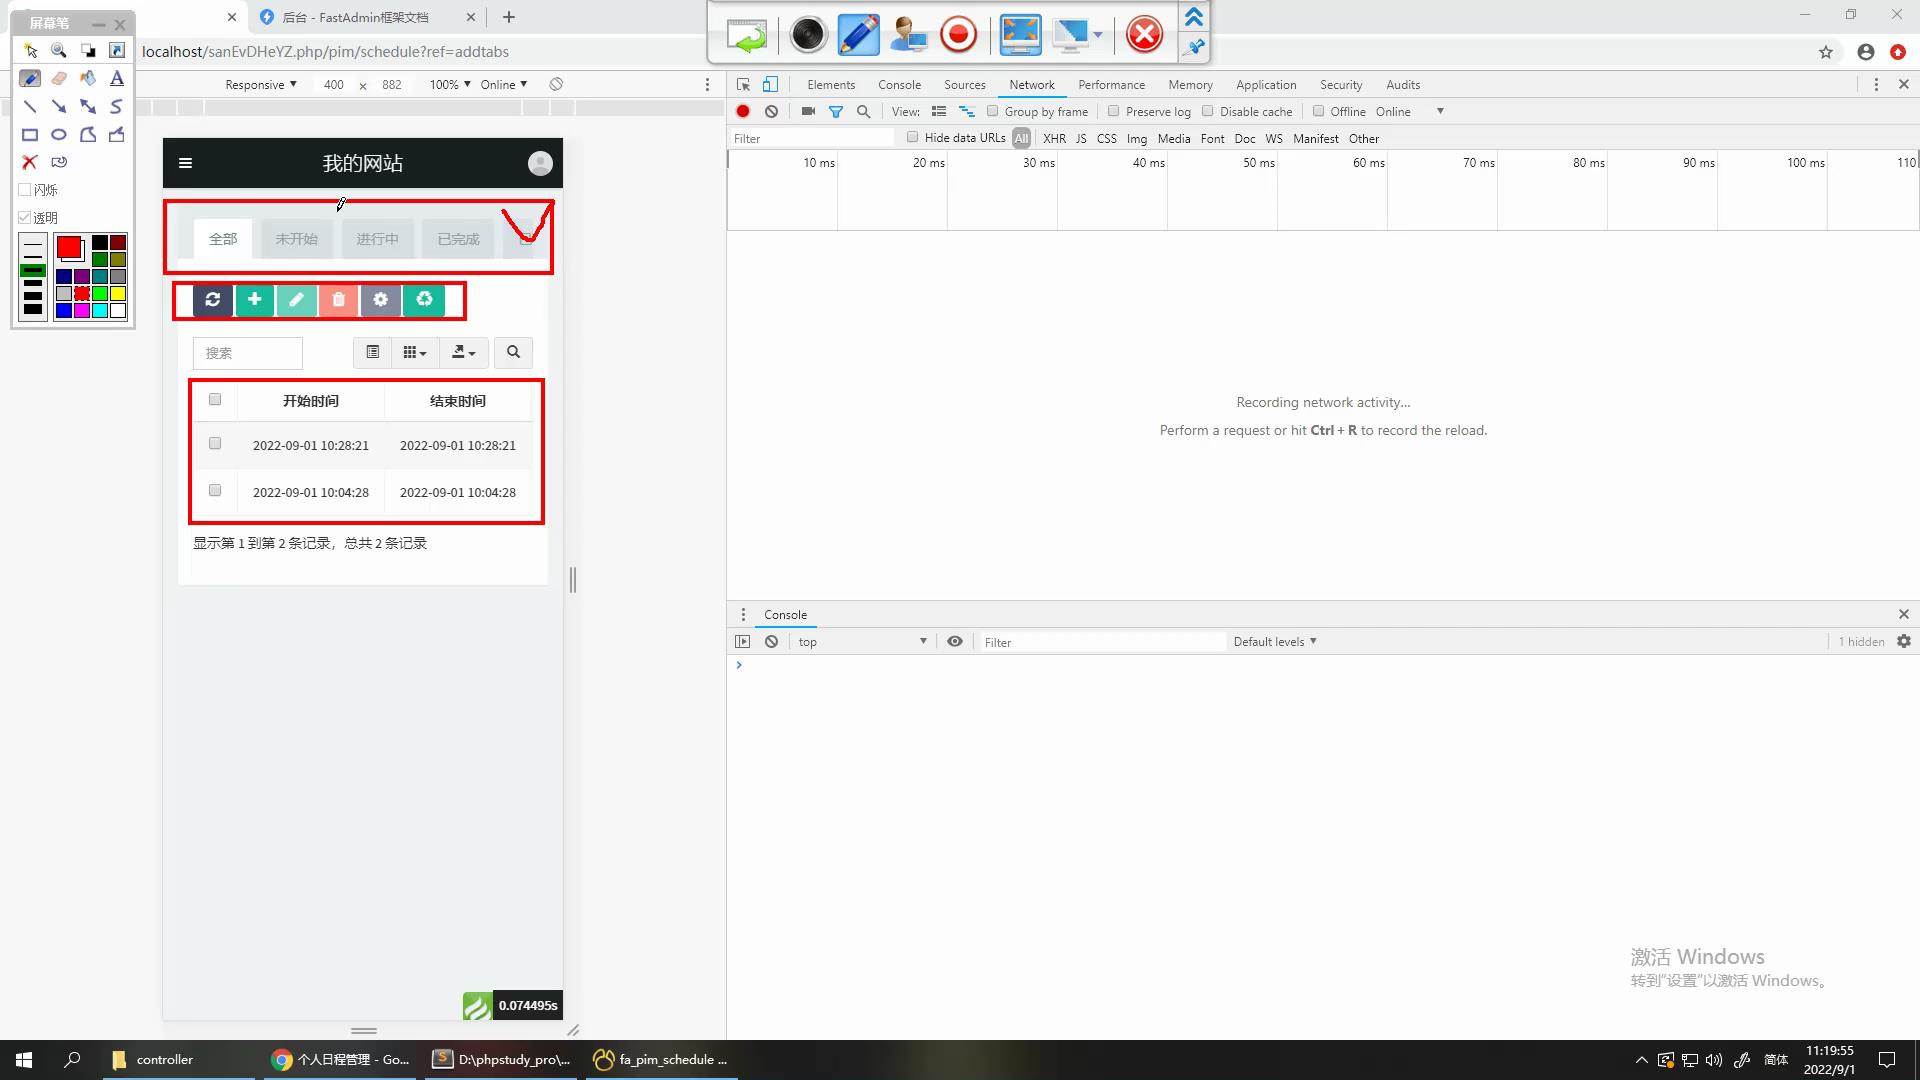 屏幕笔
后台 - FastAdmin框架文档
localhost/sanEvDHeYZ.php/pim/schedule?ref=addtabs
闪烁
透明
Responsive 400 x 882 100% Online
Elements Console Sources Network Performance Memory Application Security Audits
View: Group by frame Preserve log Disable cache Offline Online
Filter Hide data URLs All XHR JS CSS Img Media Font Doc WS Manifest Other
10 ms 20 ms 30 ms 40 ms 50 ms 60 ms 70 ms 80 ms 90 ms 100 ms 110
我的网站
全部 未开始 进行中 已完成
搜索
开始时间 结束时间
2022-09-01 10:28:21 2022-09-01 10:28:21
2022-09-01 10:04:28 2022-09-01 10:04:28
显示第 1 到第 2 条记录，总共 2 条记录
0.074495s
Recording network activity...
Perform a request or hit Ctrl + R to record the reload.
Console
top Filter Default levels 1 hidden
激活 Windows
转到"设置"以激活 Windows。
controller
个人日程管理 - Go...
D:\phpstudy_pro\...
fa_pim_schedule ...
简体
11:19:55
2022/9/1